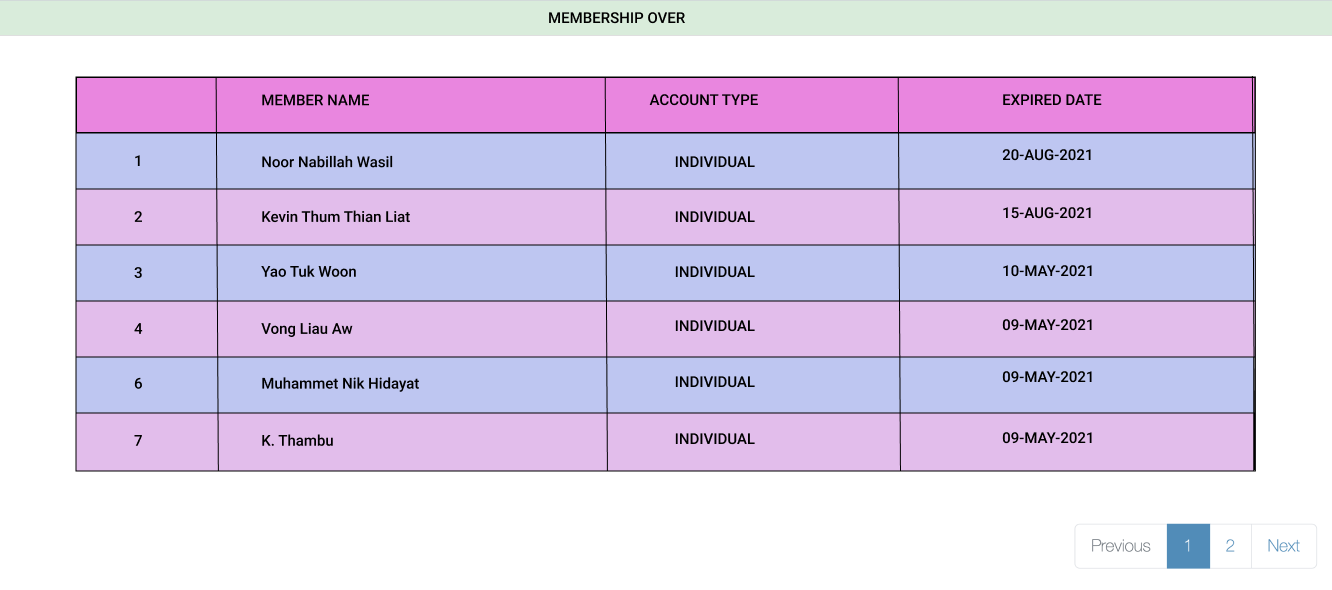 MEMBERSHIP OVER
MEMBER NAME ACCOUNT TYPE EXPIRED DATE
1 Noor Nabillah Wasil INDIVIDUAL 20-AUG-2021
2 Kevin Thum Thian Liat INDIVIDUAL 15-AUG-2021
3 Yao Tuk Woon INDIVIDUAL 10-MAY-2021
4 Vong Liau Aw INDIVIDUAL 09-MAY-2021
6 Muhammet Nik Hidayat INDIVIDUAL 09-MAY-2021
7 K. Thambu INDIVIDUAL 09-MAY-2021
Previous 1 2 Next